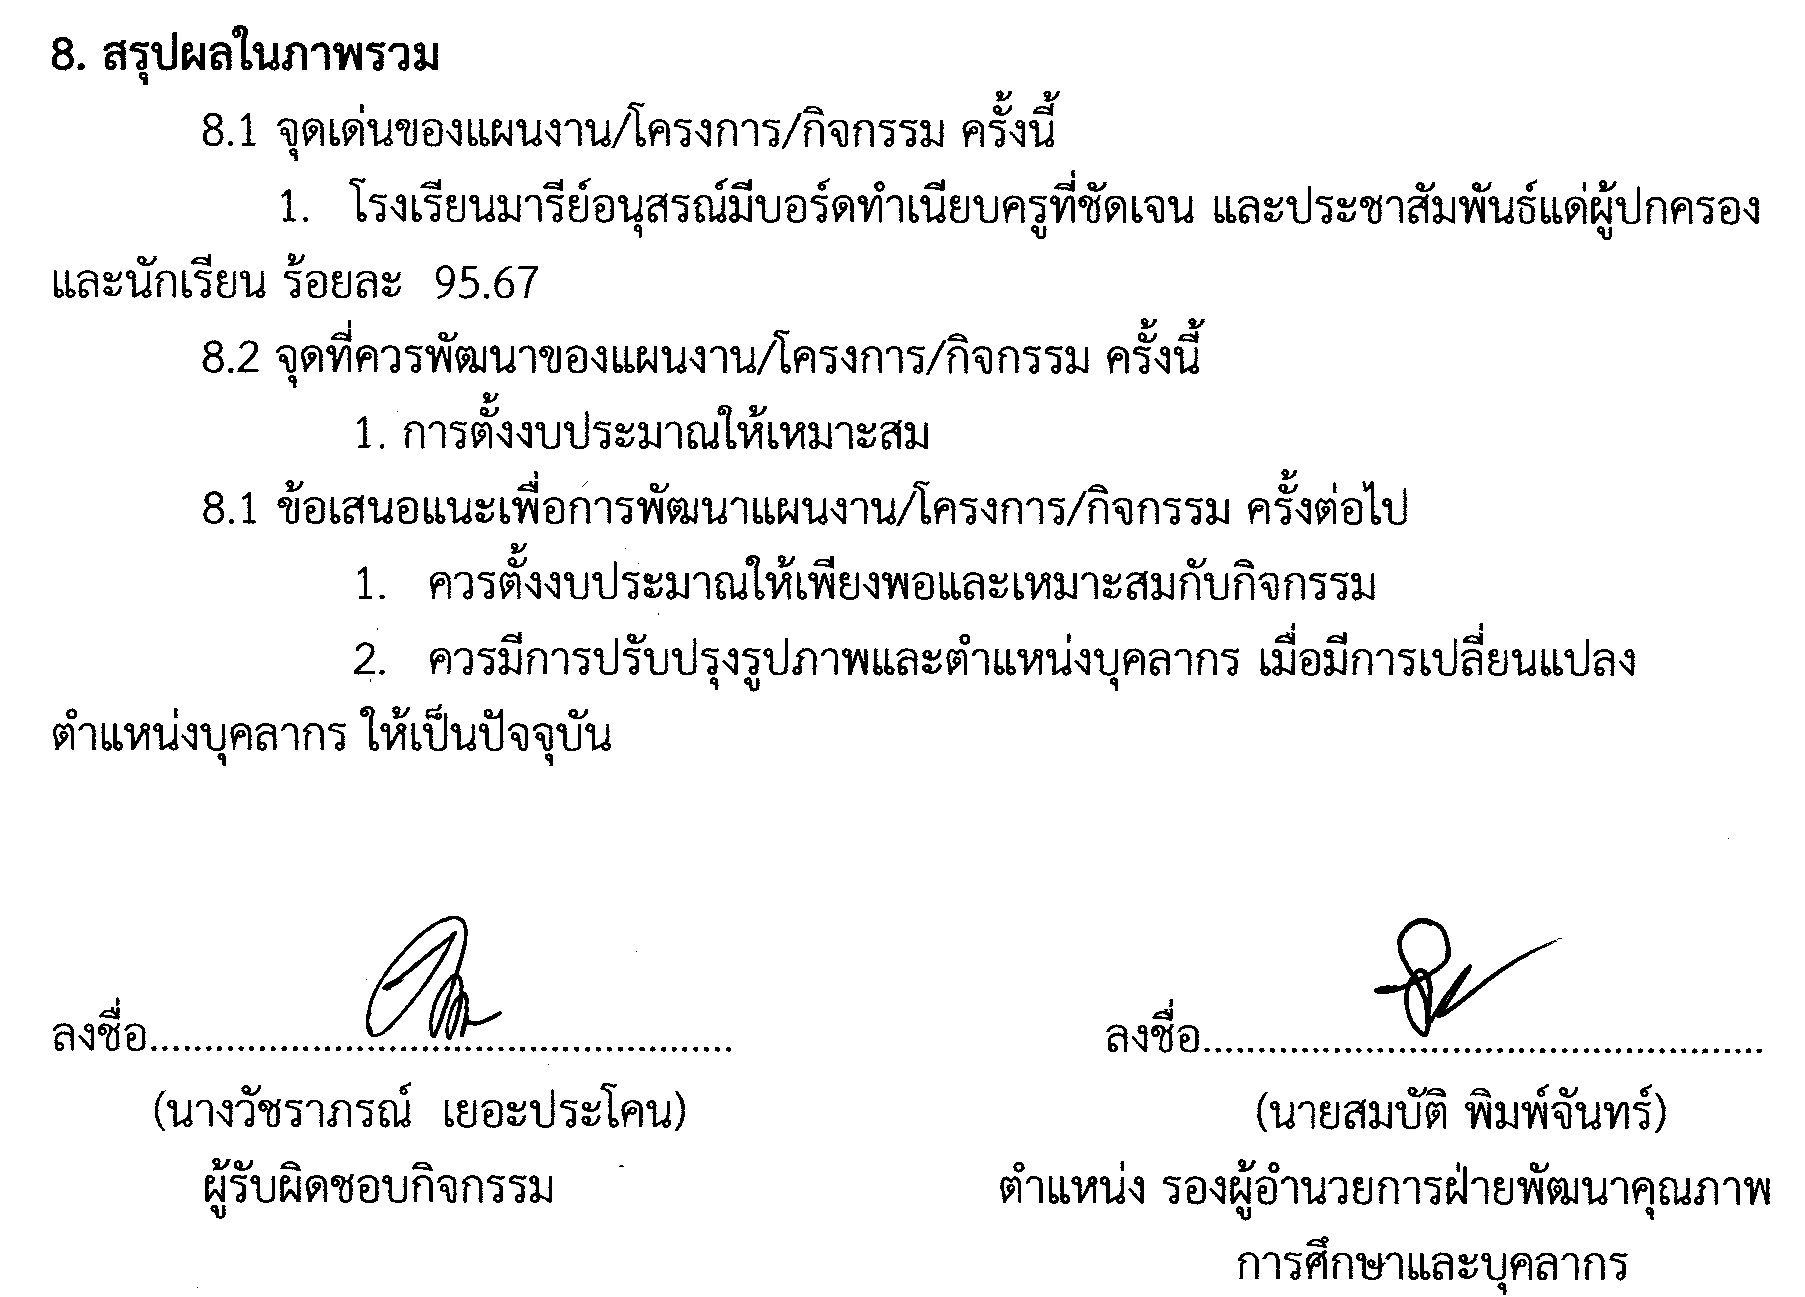 8. สรุปผลในภาพรวม
8.1 จุดเด่นของแผนงาน/โครงการ/กิจกรรม ครั้งนี้
1. โรงเรียนมารีย์อนุสรณ์มีบอร์ดทำเนียบครูที่ชัดเจน และประชาสัมพันธ์แด่ผู้ปกครอง
และนักเรียน ร้อยละ 95.67
8.2 จุดที่ควรพัฒนาของแผนงาน/โครงการ/กิจกรรม ครั้งนี้
1. การตั้งงบประมาณให้เหมาะสม
8.1 ข้อเสนอแนะเพื่อการพัฒนาแผนงาน/โครงการ/กิจกรรม ครั้งต่อไป
1. ควรตั้งงบประมาณให้เพียงพอและเหมาะสมกับกิจกรรม
2. ควรมีการปรับปรุงรูปภาพและตำแหน่งบุคลากร เมื่อมีการเปลี่ยนแปลง
ตำแหน่งบุคลากร ให้เป็นปัจจุบัน
ลงชื่อ...................................................... ลงชื่อ....................................................
(นางวัชราภรณ์ เยอะประโคน) (นายสมบัติ พิมพ์จันทร์)
ผู้รับผิดชอบกิจกรรม ตำแหน่ง รองผู้อำนวยการฝ่ายพัฒนาคุณภาพ
การศึกษาและบุคลากร